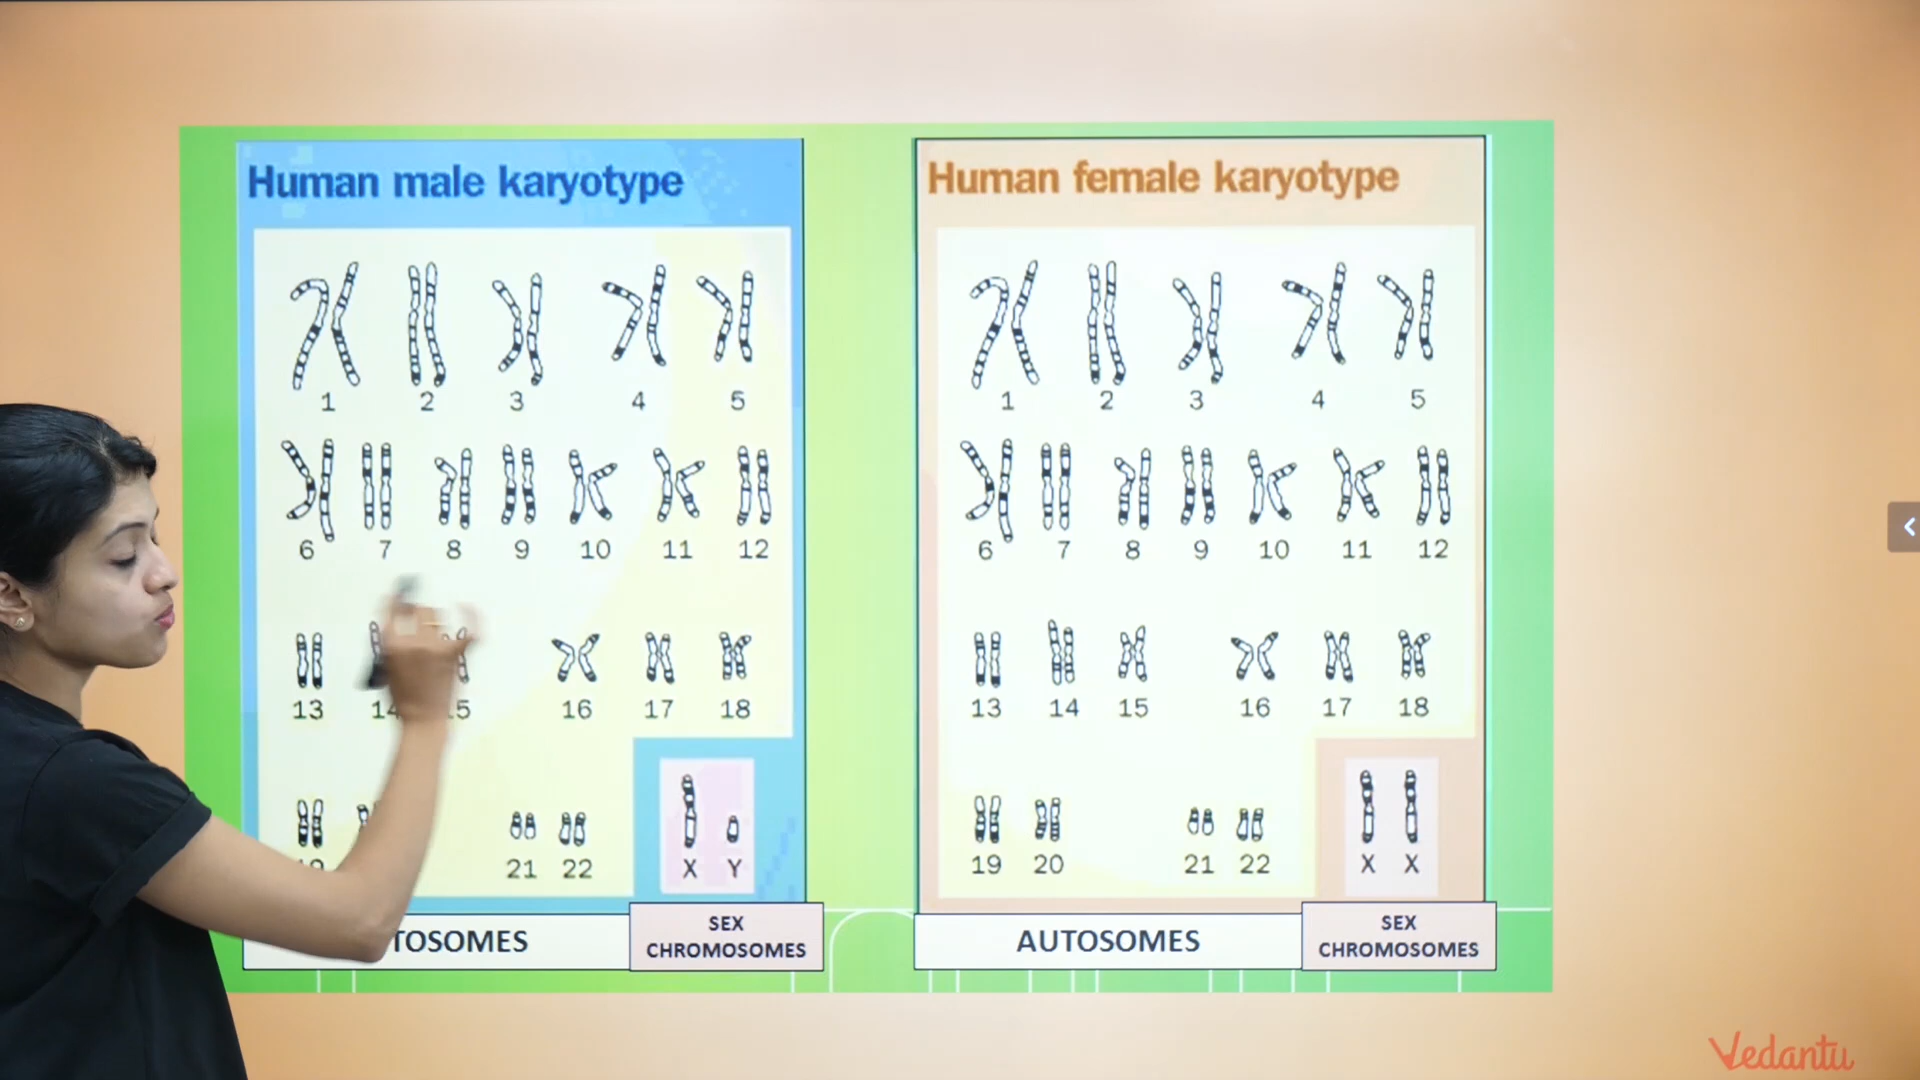 Human male karyotype
1 2 3 4 5
6 7 8 9 10 11 12
13 14 15 16 17 18
21 22 X Y
TOSOMES
SEX
CHROMOSOMES
Human female karyotype
1 2 3 4 5
6 7 8 9 10 11 12
13 14 15 16 17 18
19 20 21 22 X X
AUTOSOMES
SEX
CHROMOSOMES
Vedantu